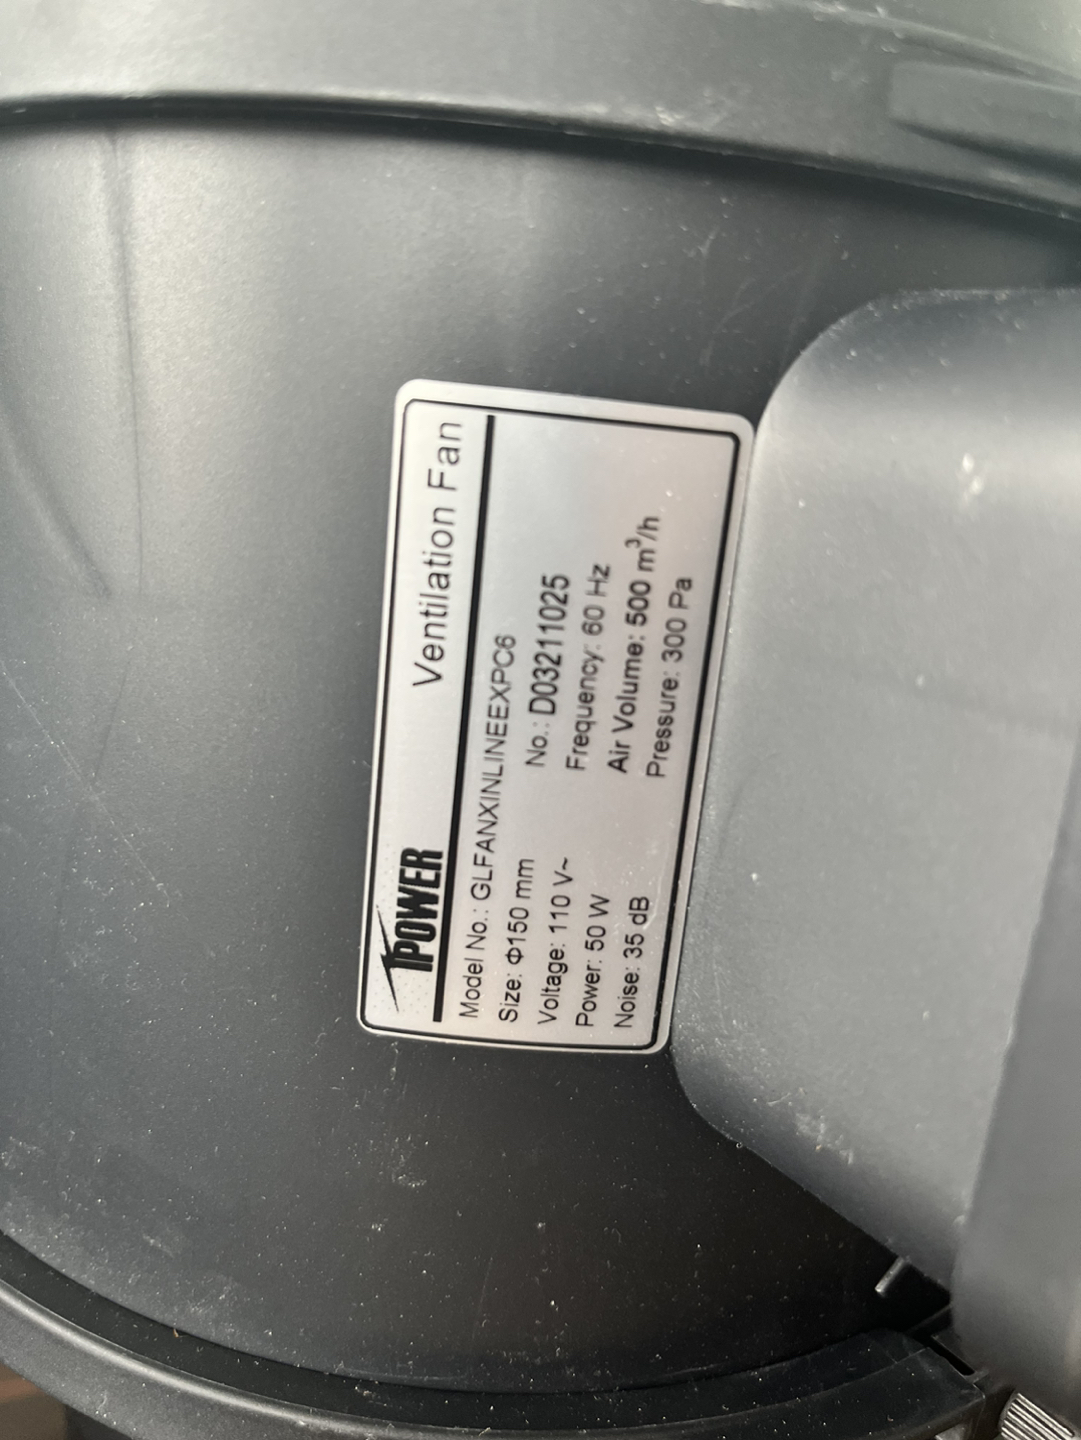 iPOWER Ventilation Fan
Model No.: GLFANXINLINEEXPC6
Size: Φ150 mm No.: D03211025
Voltage: 110 V~ Frequency: 60 Hz
Power: 50 W Air Volume: 500 m³/h
Noise: 35 dB Pressure: 300 Pa